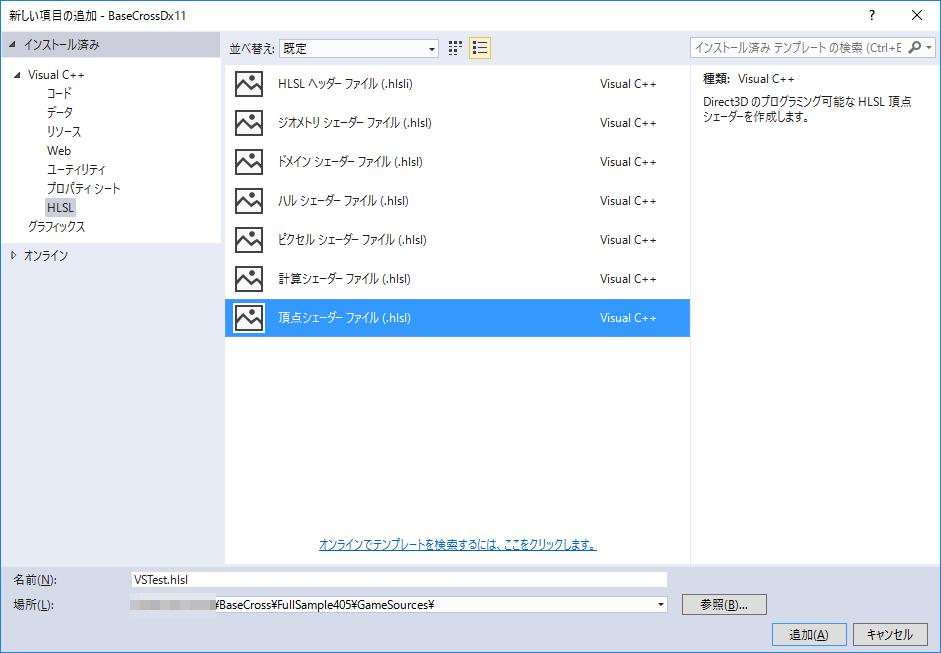 新しい項目の追加 - BaseCrossDx11
?
インストール済み
並べ替え: 既定
インストール済み テンプレート の検索 (Ctrl+E
Visual C++
コード
データ
リソース
Web
ユーティリティ
プロパティ シート
HLSL
グラフィックス
オンライン
HLSL ヘッダー ファイル (.hlsli) Visual C++
ジオメトリ シェーダー ファイル (.hlsl) Visual C++
ドメイン シェーダー ファイル (.hlsl) Visual C++
ハル シェーダー ファイル (.hlsl) Visual C++
ピクセル シェーダー ファイル (.hlsl) Visual C++
計算シェーダー ファイル (.hlsl) Visual C++
頂点シェーダー ファイル (.hlsl) Visual C++
種類: Visual C++
Direct3D のプログラミング可能な HLSL 頂点
シェーダーを作成します。
オンラインでテンプレートを検索するには、ここをクリックします。
名前(N): VSTest.hlsl
場所(L): ¥BaseCross¥FullSample405¥GameSources¥
参照(B)...
追加(A) キャンセル